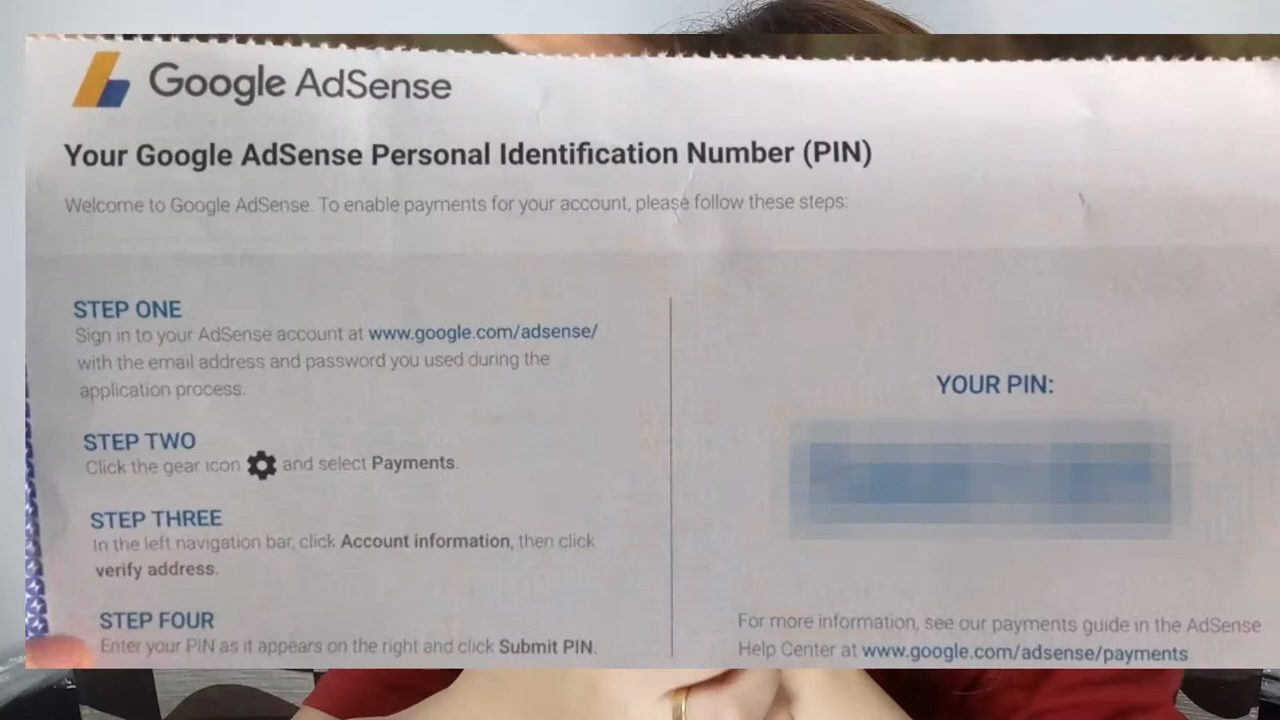 Google AdSense
Your Google AdSense Personal Identification Number (PIN)
Welcome to Google AdSense. To enable payments for your account, please follow these steps:
STEP ONE
Sign in to your AdSense account at www.google.com/adsense/
with the email address and password you used during the
application process.
STEP TWO
Click the gear icon and select Payments.
STEP THREE
In the left navigation bar, click Account information, then click
verify address.
STEP FOUR
Enter your PIN as it appears on the right and click Submit PIN.
YOUR PIN:
For more information, see our payments guide in the AdSense
Help Center at www.google.com/adsense/payments